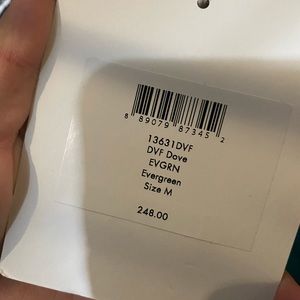 8 89079 87345 2
13631DVF
DVF Dove
EVGRN
Evergreen
Size M
248.00